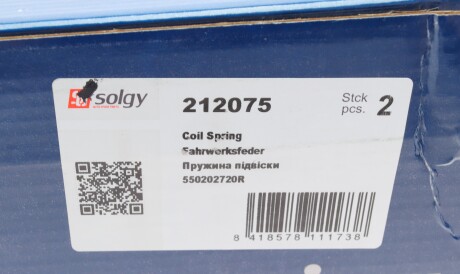 solgy
212075
Stck
pcs. 2
Coil Spring
Fahrwerksfeder
Пружина підвіски
550202720R
8 418578 111738